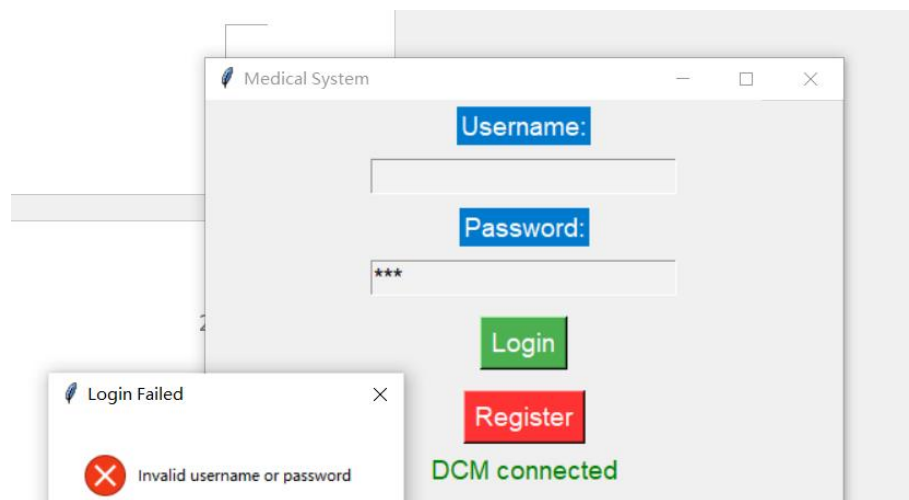 Medical System
Username:
Password:
***
Login
Register
DCM connected
Login Failed
Invalid username or password